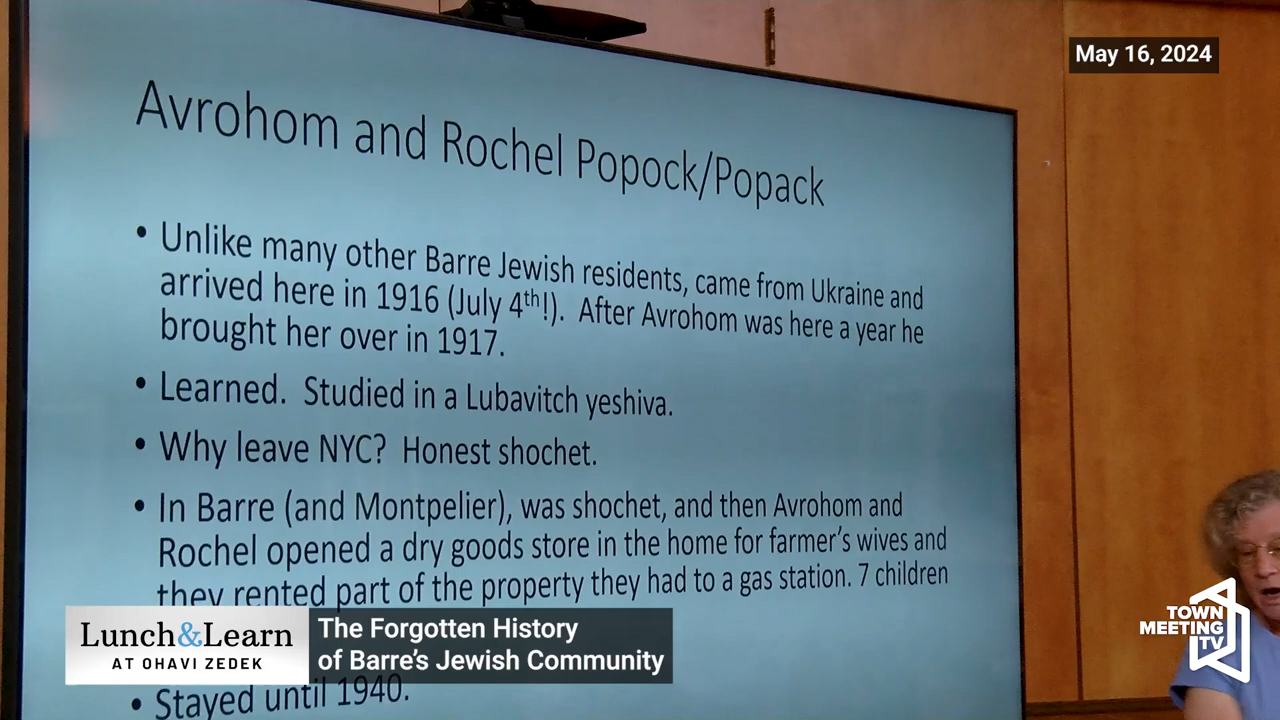 May 16, 2024
Avrohom and Rochel Popock/Popack
• Unlike many other Barre Jewish residents, came from Ukraine and
arrived here in 1916 (July 4th!). After Avrohom was here a year he
brought her over in 1917.
• Learned. Studied in a Lubavitch yeshiva.
• Why leave NYC? Honest shochet.
• In Barre (and Montpelier), was shochet, and then Avrohom and
Rochel opened a dry goods store in the home for farmer's wives and
they rented part of the property they had to a gas station. 7 children
• Stayed until 1940.
Lunch&Learn
AT OHAVI ZEDEK
The Forgotten History
of Barre's Jewish Community
TOWN
MEETING
TV